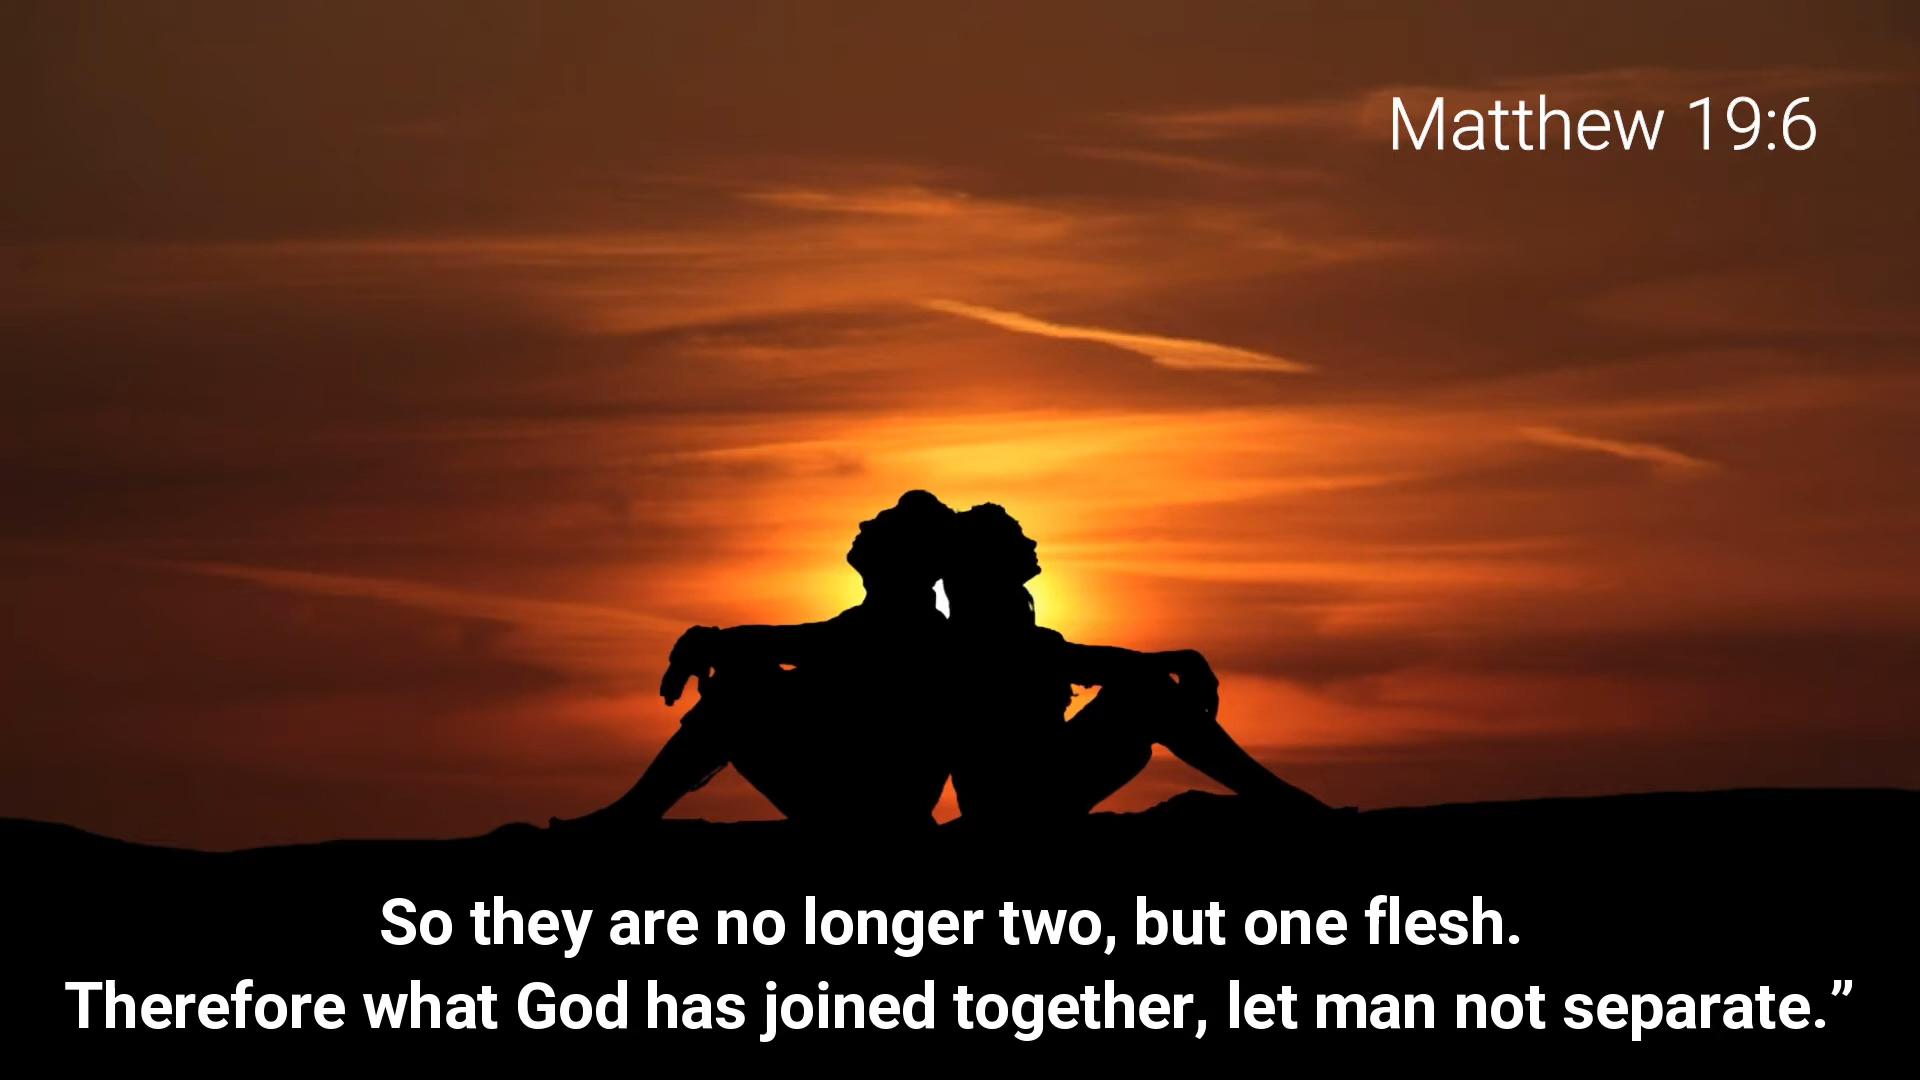 Matthew 19:6
So they are no longer two, but one flesh.
Therefore what God has joined together, let man not separate.”